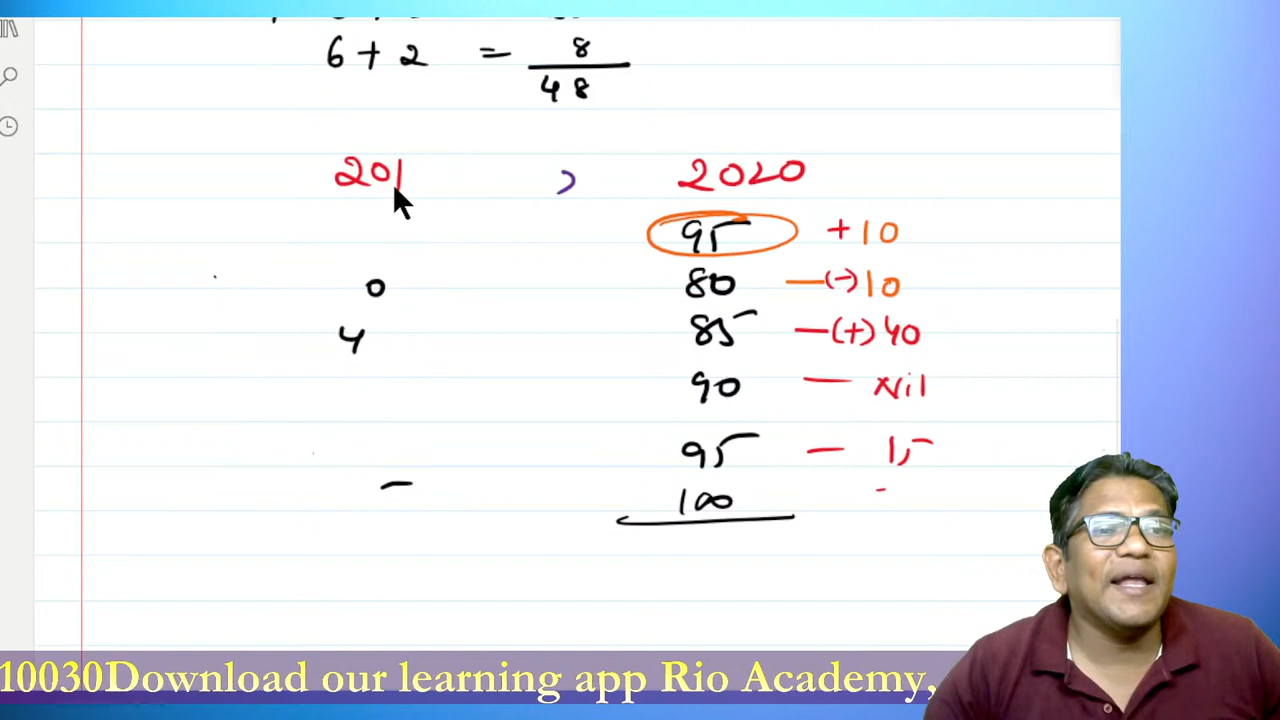 6 + 2 = 8
48
201 > 2020
95 + 10
0 80 — (-) 10
4 85 — (+) 40
90 — Nil
95 — 15
– 100
10030Download our learning app Rio Academy,